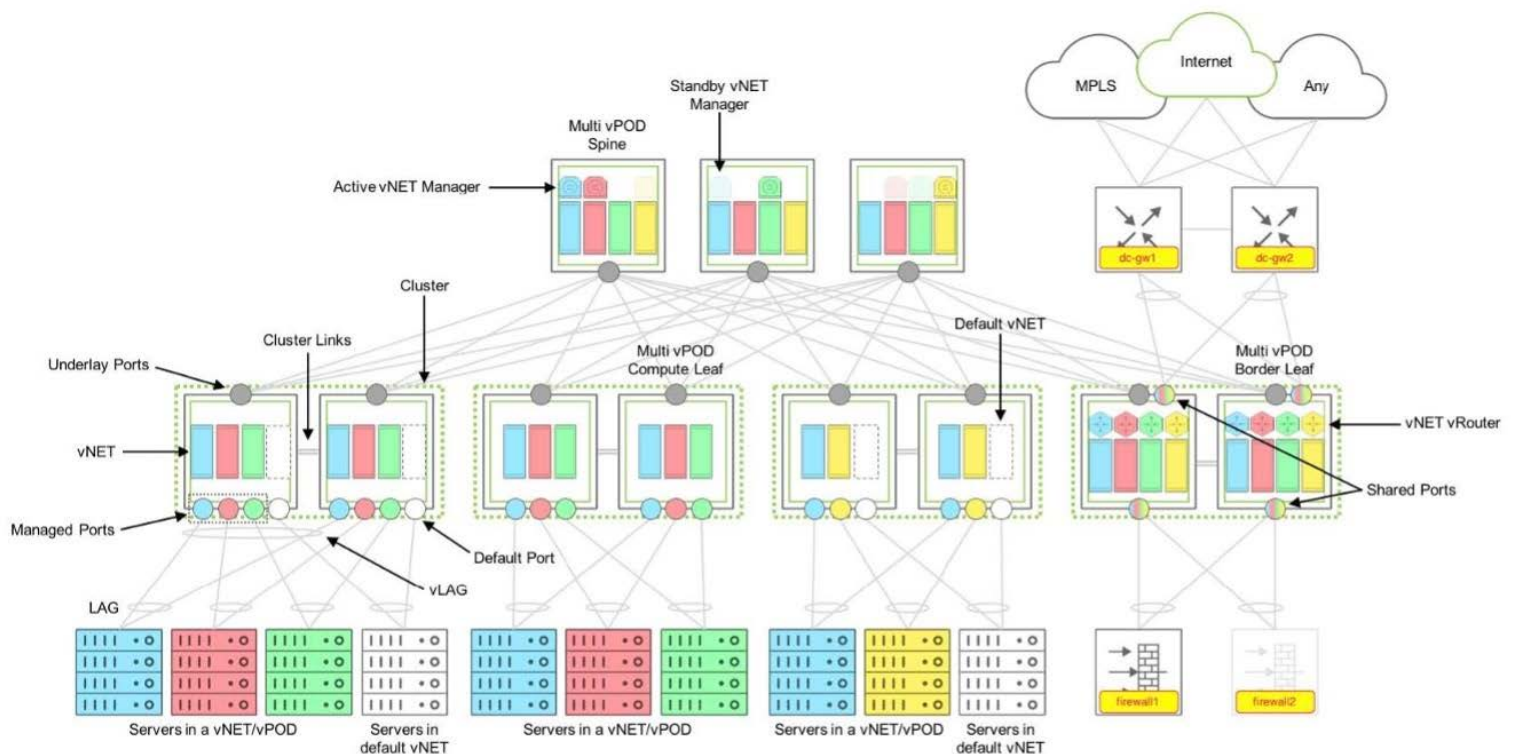 Internet
MPLS
Any
Standby vNET
Manager
Multi vPOD
Spine
Active vNET Manager
dc-gw1
dc-gw2
Cluster
Cluster Links
Default vNET
Underlay Ports
Multi vPOD
Compute Leaf
Multi vPOD
Border Leaf
vNET
vNET vRouter
Shared Ports
Managed Ports
Default Port
vLAG
LAG
firewall1
firewall2
Servers in a vNET/vPOD
Servers in
default vNET
Servers in a vNET/vPOD
Servers in a vNET/vPOD
Servers in
default vNET